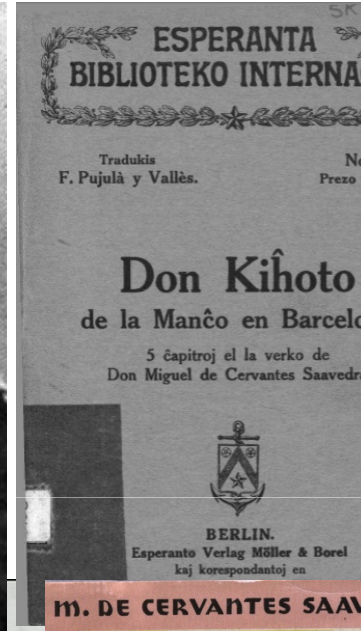 SK
ESPERANTA
BIBLIOTEKO INTERNA
Tradukis
F. Pujulà y Vallès.
N
Prezo
Don Kiĥoto
de la Manĉo en Barcelo
5 ĉapitroj el la verko de
Don Miguel de Cervantes Saavedra
BERLIN.
Esperanto Verlag Möller & Borel
kaj korespondantoj en
M. DE CERVANTES SAAV